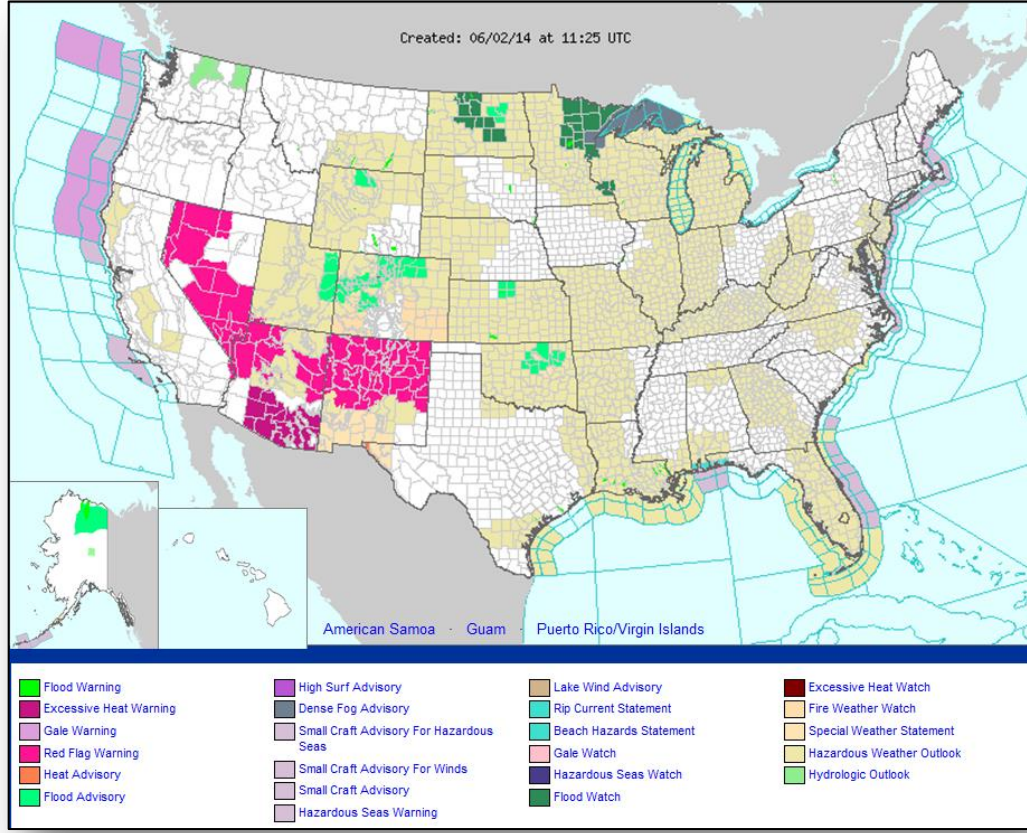 Created: 06/02/14 at 11:25 UTC
American Samoa · Guam · Puerto Rico/Virgin Islands
Flood Warning
Excessive Heat Warning
Gale Warning
Red Flag Warning
Heat Advisory
Flood Advisory
High Surf Advisory
Dense Fog Advisory
Small Craft Advisory For Hazardous
Seas
Small Craft Advisory For Winds
Small Craft Advisory
Hazardous Seas Warning
Lake Wind Advisory
Rip Current Statement
Beach Hazards Statement
Gale Watch
Hazardous Seas Watch
Flood Watch
Excessive Heat Watch
Fire Weather Watch
Special Weather Statement
Hazardous Weather Outlook
Hydrologic Outlook